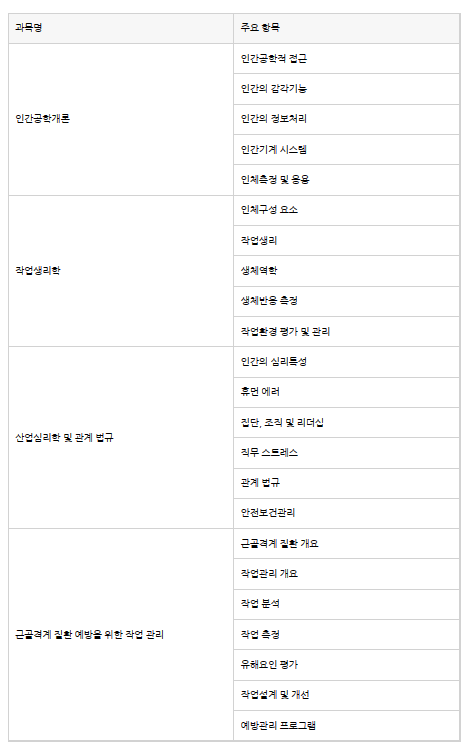 과목명
주요 항목
인간공학개론
인간공학적 접근
인간의 감각기능
인간의 정보처리
인간기계 시스템
인체측정 및 응용
작업생리학
인체구성 요소
작업생리
생체역학
생체반응 측정
작업환경 평가 및 관리
산업심리학 및 관계 법규
인간의 심리특성
휴먼 에러
집단, 조직 및 리더십
직무 스트레스
관계 법규
안전보건관리
근골격계 질환 예방을 위한 작업 관리
근골격계 질환 개요
작업관리 개요
작업 분석
작업 측정
유해요인 평가
작업설계 및 개선
예방관리 프로그램